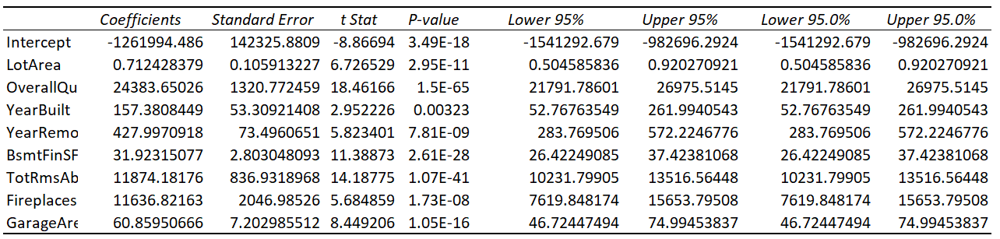 Coefficients Standard Error t Stat P-value Lower 95% Upper 95% Lower 95.0% Upper 95.0%
Intercept -1261994.486 142325.8809 -8.86694 3.49E-18 -1541292.679 -982696.2924 -1541292.679 -982696.2924
LotArea 0.712428379 0.105913227 6.726529 2.95E-11 0.504585836 0.920270921 0.504585836 0.920270921
OverallQu 24383.65026 1320.772459 18.46166 1.5E-65 21791.78601 26975.5145 21791.78601 26975.5145
YearBuilt 157.3808449 53.30921408 2.952226 0.00323 52.76763549 261.9940543 52.76763549 261.9940543
YearRemo 427.9970918 73.4960651 5.823401 7.81E-09 283.769506 572.2246776 283.769506 572.2246776
BsmtFinSF 31.92315077 2.803048093 11.38873 2.61E-28 26.42249085 37.42381068 26.42249085 37.42381068
TotRmsAb 11874.18176 836.9318968 14.18775 1.07E-41 10231.79905 13516.56448 10231.79905 13516.56448
Fireplaces 11636.82163 2046.98526 5.684859 1.73E-08 7619.848174 15653.79508 7619.848174 15653.79508
GarageAre 60.85950666 7.202985512 8.449206 1.05E-16 46.72447494 74.99453837 46.72447494 74.99453837